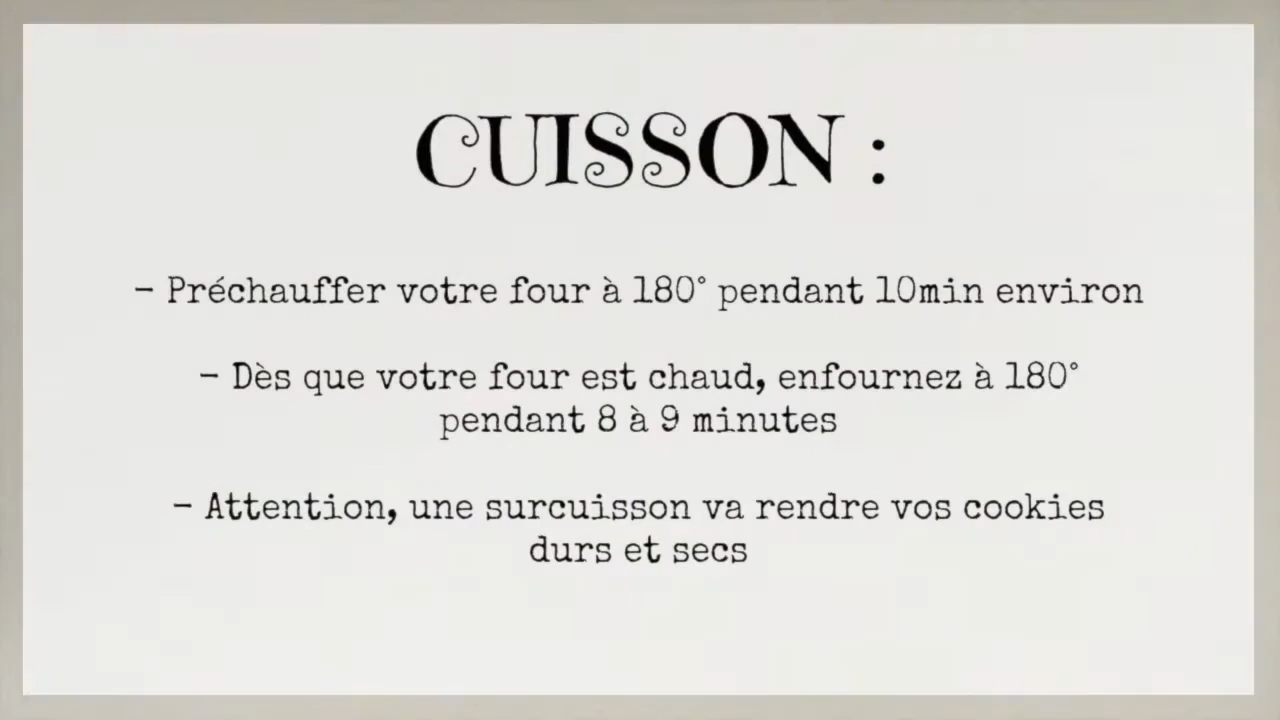 CUISSON :
- Préchauffer votre four à 180° pendant 10min environ
- Dès que votre four est chaud, enfournez à 180°
pendant 8 à 9 minutes
- Attention, une surcuisson va rendre vos cookies
durs et secs